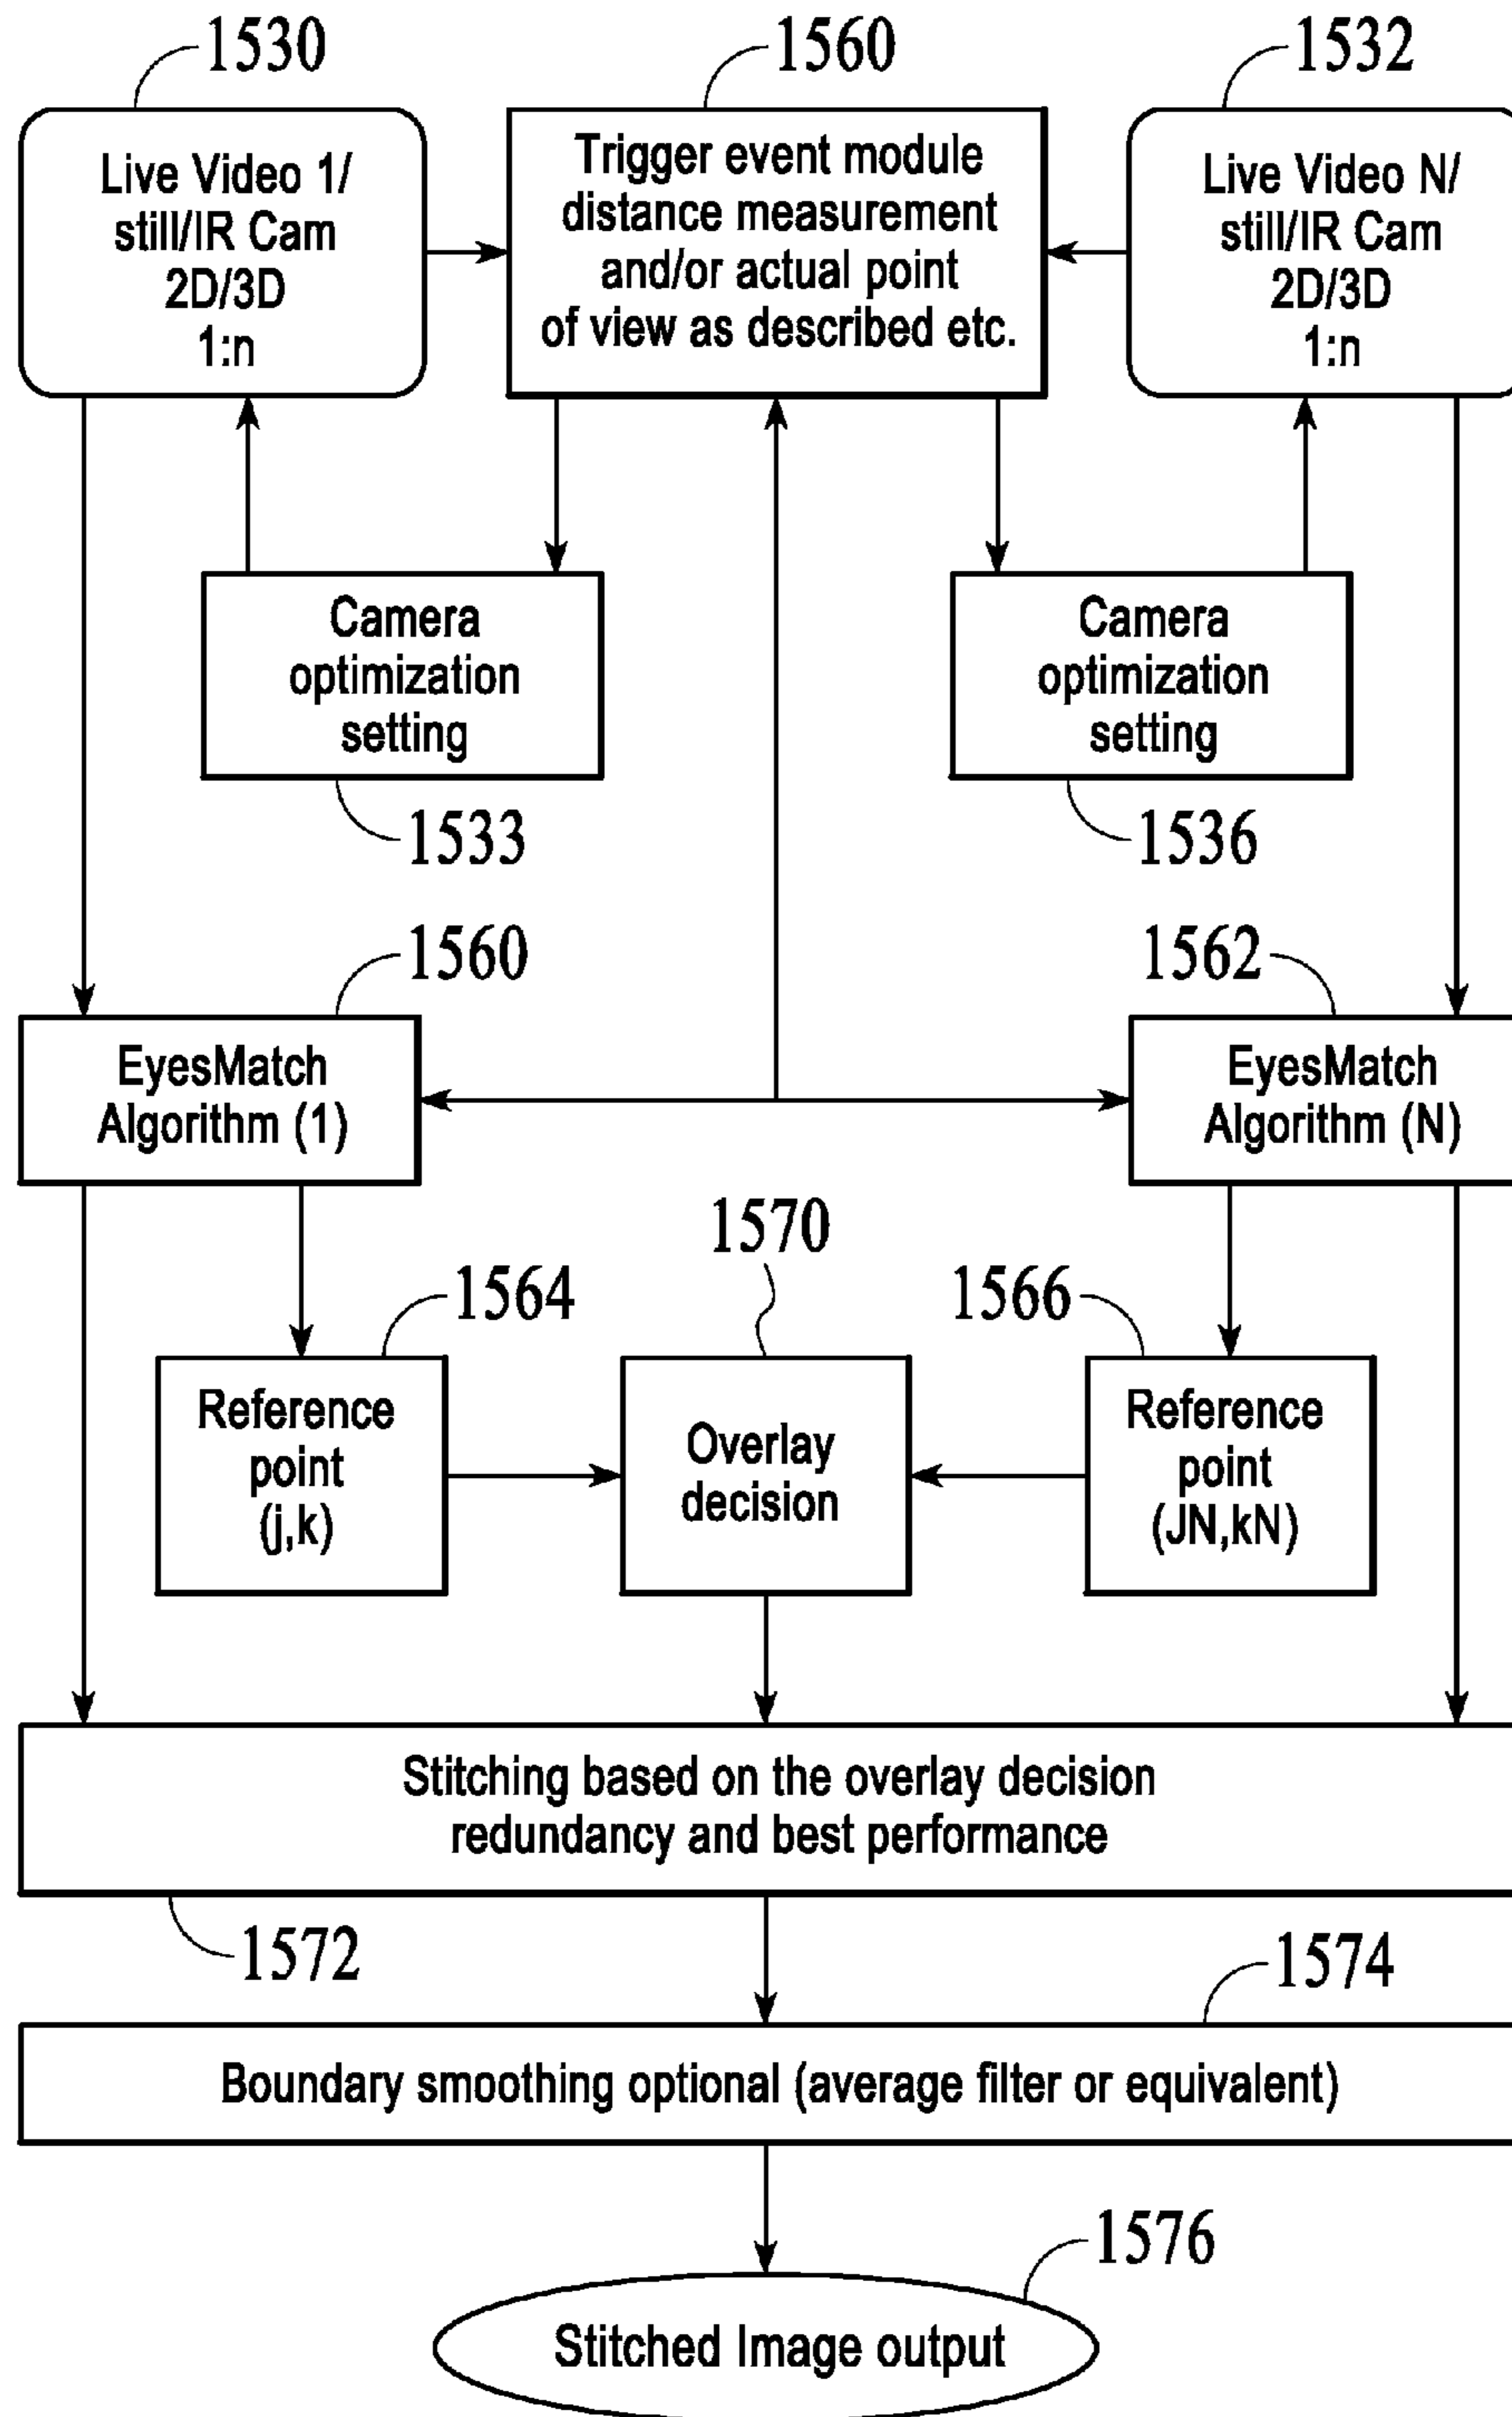 1530
1560
1532
Live Video 1/
still/IR Cam
2D/3D
1:n
Trigger event module
distance measurement
and/or actual point
of view as described etc.
Live Video N/
still/IR Cam
2D/3D
1:n
Camera
optimization
setting
Camera
optimization
setting
1533
1536
1560
1562
EyesMatch
Algorithm (1)
EyesMatch
Algorithm (N)
1570
1564
1566
Reference
point
(j,k)
Overlay
decision
Reference
point
(JN,kN)
Stitching based on the overlay decision
redundancy and best performance
1572
1574
Boundary smoothing optional (average filter or equivalent)
1576
Stitched Image output